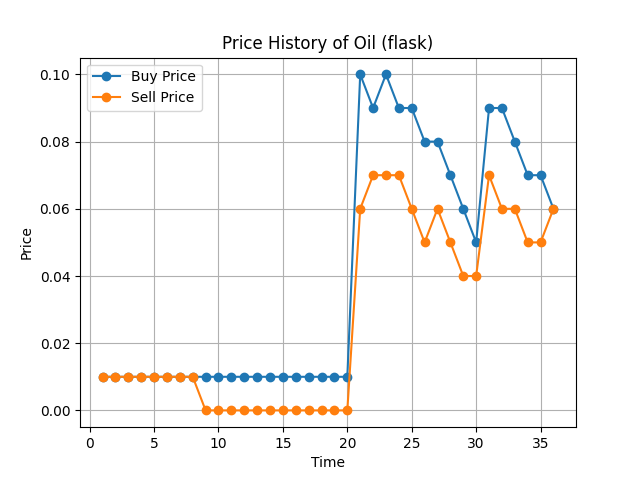 Price History of Oil (flask)
Buy Price
Sell Price
Price
0.10
0.08
0.06
0.04
0.02
0.00
0 5 10 15 20 25 30 35
Time